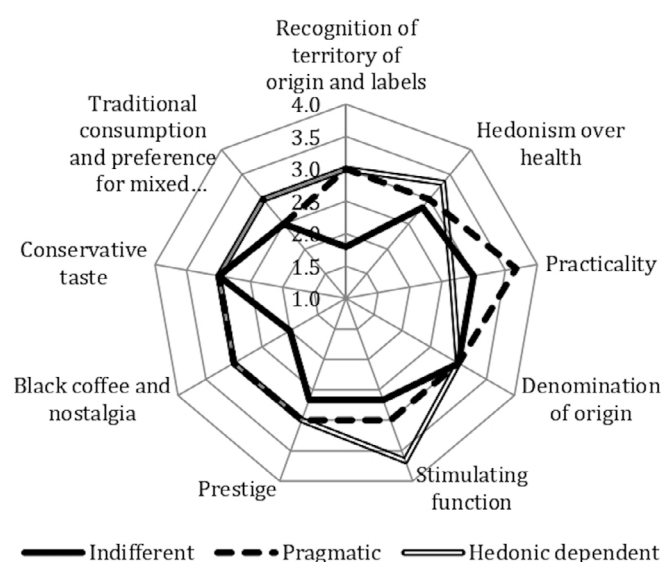 Recognition of
territory of
origin and labels
Traditional
consumption
and preference
for mixed...
Hedonism over
health
4.0
3.5
3.0
2.5
2.0
1.5
1.0
Conservative
taste
Practicality
Black coffee and
nostalgia
Denomination
of origin
Prestige
Stimulating
function
Indifferent
Pragmatic
Hedonic dependent